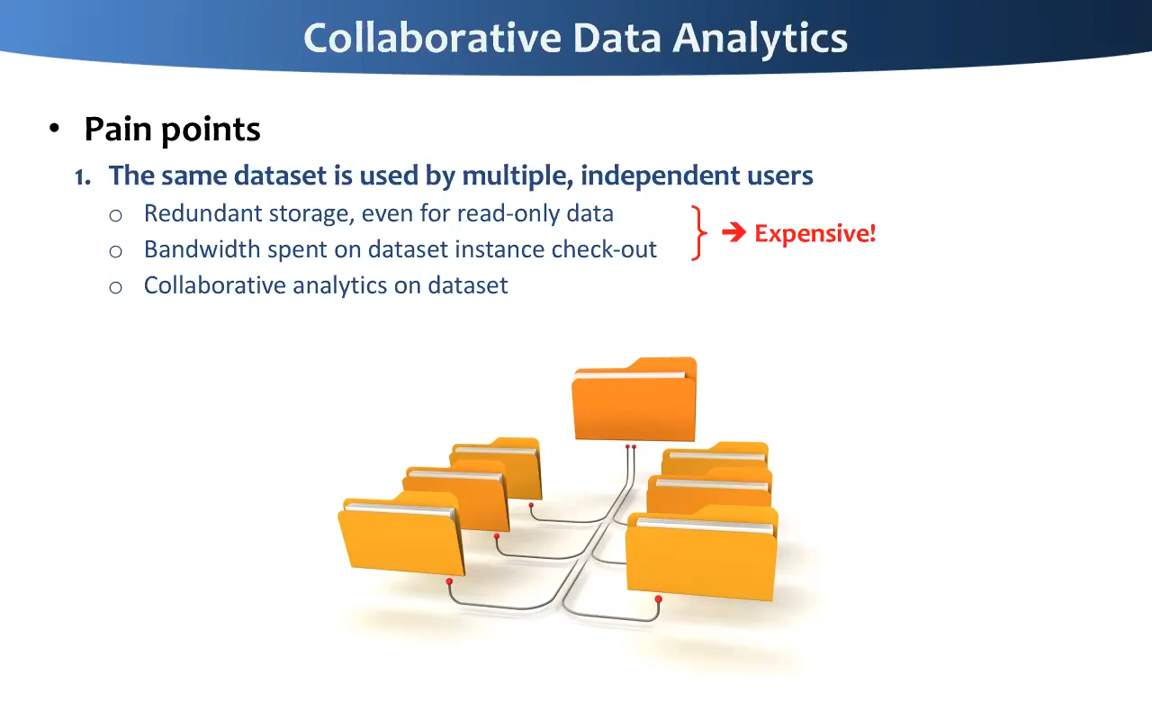 Collaborative Data Analytics
• Pain points
1. The same dataset is used by multiple, independent users
o Redundant storage, even for read-only data
o Bandwidth spent on dataset instance check-out
➔ Expensive!
o Collaborative analytics on dataset